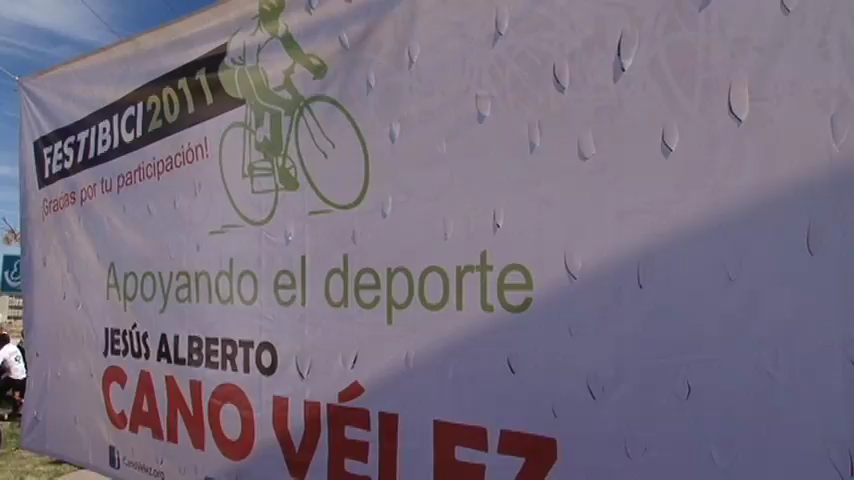 FESTIBICI 2011
¡Gracias por tu participación!
Apoyando el deporte
JESÚS ALBERTO
CANO VÉLEZ